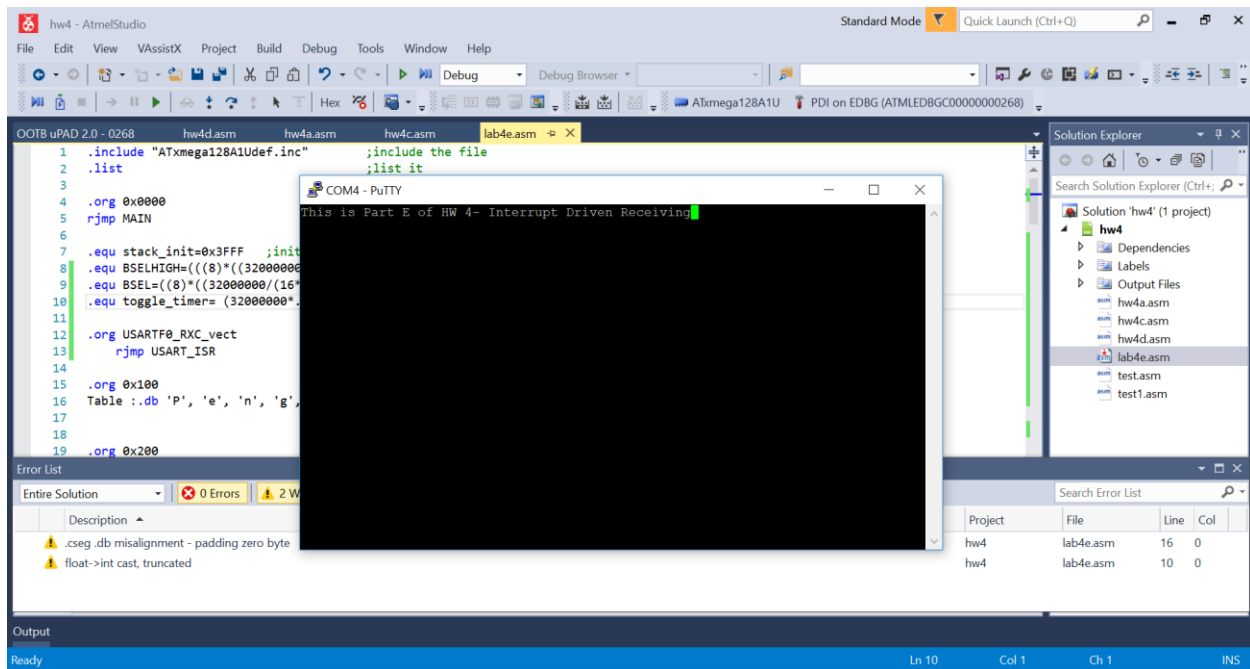 hw4 - AtmelStudio
Standard Mode
Quick Launch (Ctrl+Q)
File Edit View VAssistX Project Build Debug Tools Window Help
Debug
Debug Browser
Hex
ATxmega128A1U
PDI on EDBG (ATMLEDBGC00000000268)
OOTB uPAD 2.0 - 0268 hw4d.asm hw4a.asm hw4c.asm lab4e.asm
1 .include "ATxmega128A1Udef.inc" ;include the file
2 .list ;list it
3
4 .org 0x0000
5 rjmp MAIN
6
7 .equ stack_init=0x3FFF ;init
8 .equ BSELHIGH=(((8)*((32000000
9 .equ BSEL=((8)*((32000000/(16*
10 .equ toggle_timer= (32000000*.
11
12 .org USARTF0_RXC_vect
13 rjmp USART_ISR
14
15 .org 0x100
16 Table :.db 'P', 'e', 'n', 'g',
17
18
19 .org 0x200
COM4 - PuTTY
This is Part E of HW 4- Interrupt Driven Receiving
Solution Explorer
Search Solution Explorer (Ctrl+;
Solution 'hw4' (1 project)
hw4
Dependencies
Labels
Output Files
hw4a.asm
hw4c.asm
hw4d.asm
lab4e.asm
test.asm
test1.asm
Error List
Entire Solution
0 Errors
2 W
Search Error List
Description Project File Line Col
.cseg .db misalignment - padding zero byte hw4 lab4e.asm 16 0
float->int cast, truncated hw4 lab4e.asm 10 0
Output
Ready Ln 10 Col 1 Ch 1 INS